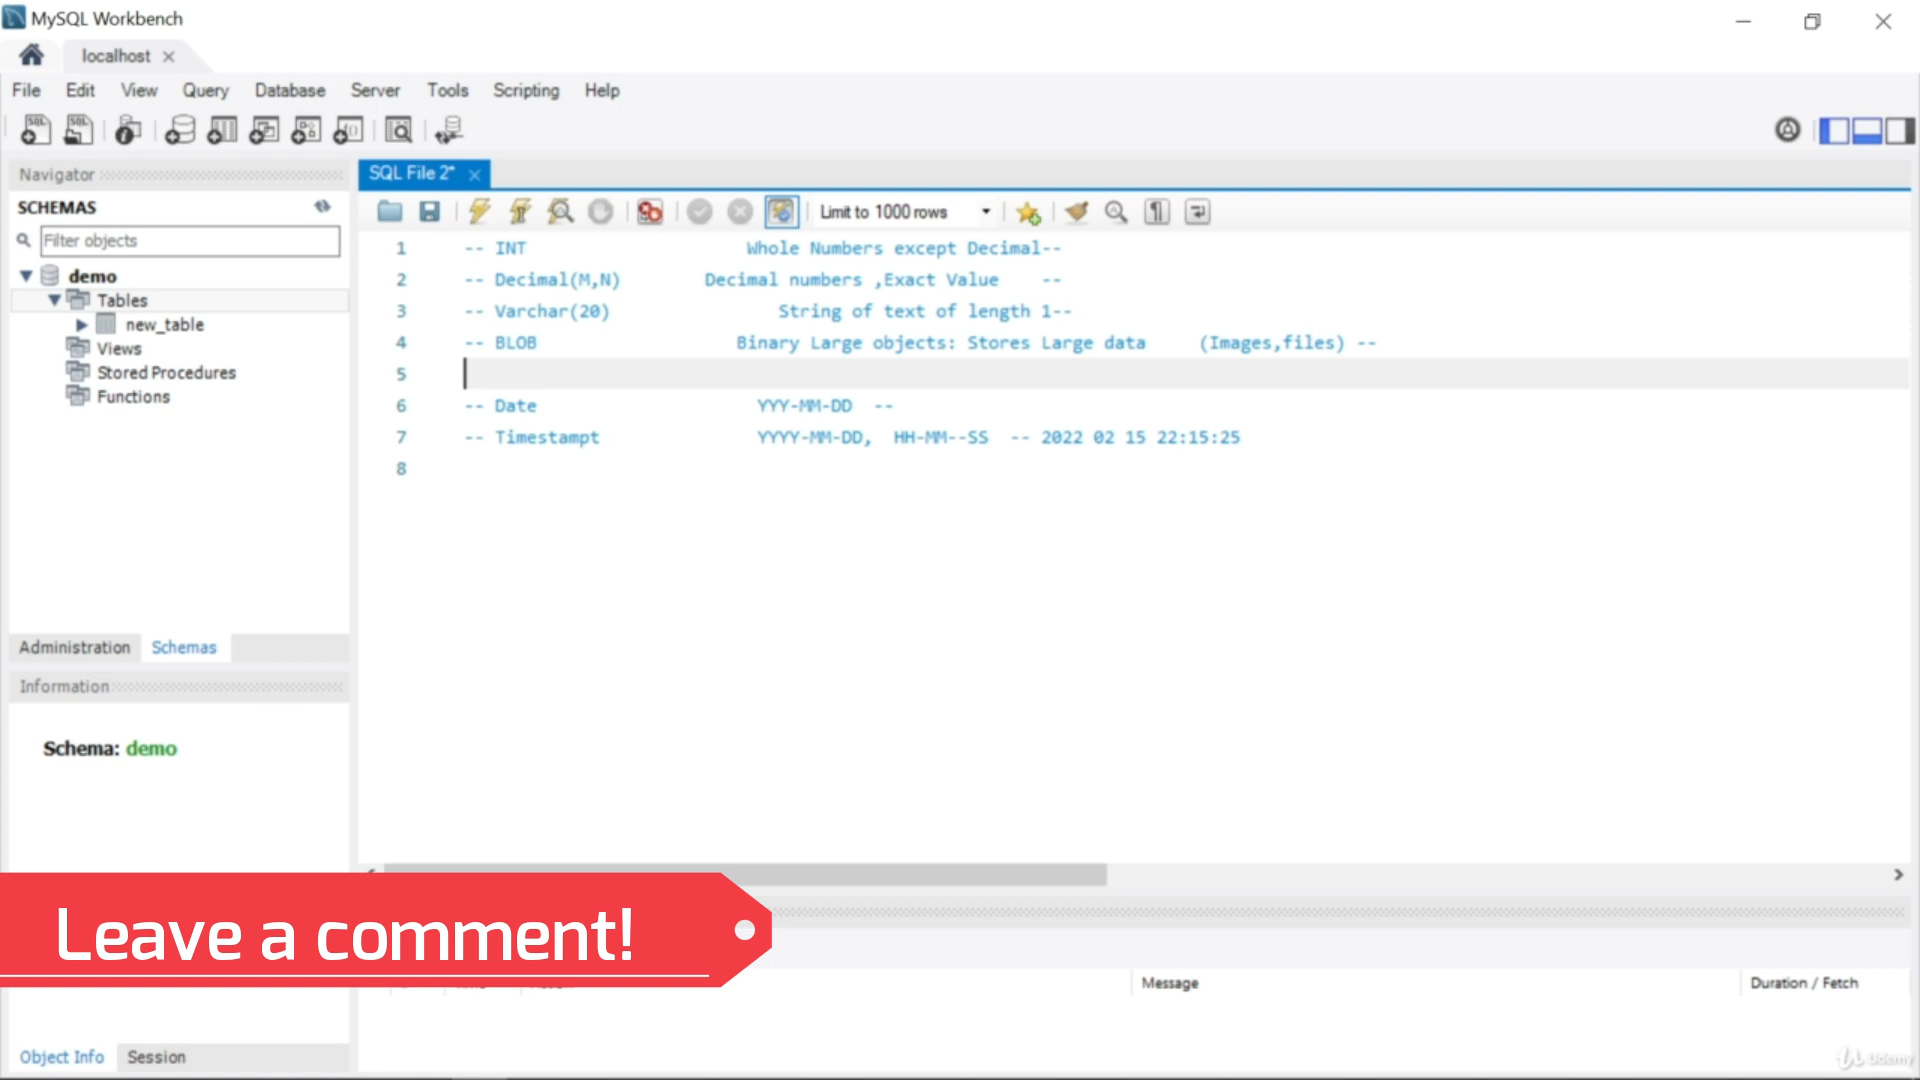 MySQL Workbench
localhost
File Edit View Query Database Server Tools Scripting Help
Navigator
SCHEMAS
Filter objects
demo
Tables
new_table
Views
Stored Procedures
Functions
Administration Schemas
Information
Schema: demo
Object Info Session
SQL File 2*
Limit to 1000 rows
1 -- INT Whole Numbers except Decimal--
2 -- Decimal(M,N) Decimal numbers ,Exact Value --
3 -- Varchar(20) String of text of length 1--
4 -- BLOB Binary Large objects: Stores Large data (Images,files) --
5
6 -- Date YYY-MM-DD --
7 -- Timestampt YYYY-MM-DD, HH-MM--SS -- 2022 02 15 22:15:25
8
Leave a comment!
Message Duration / Fetch
Udemy